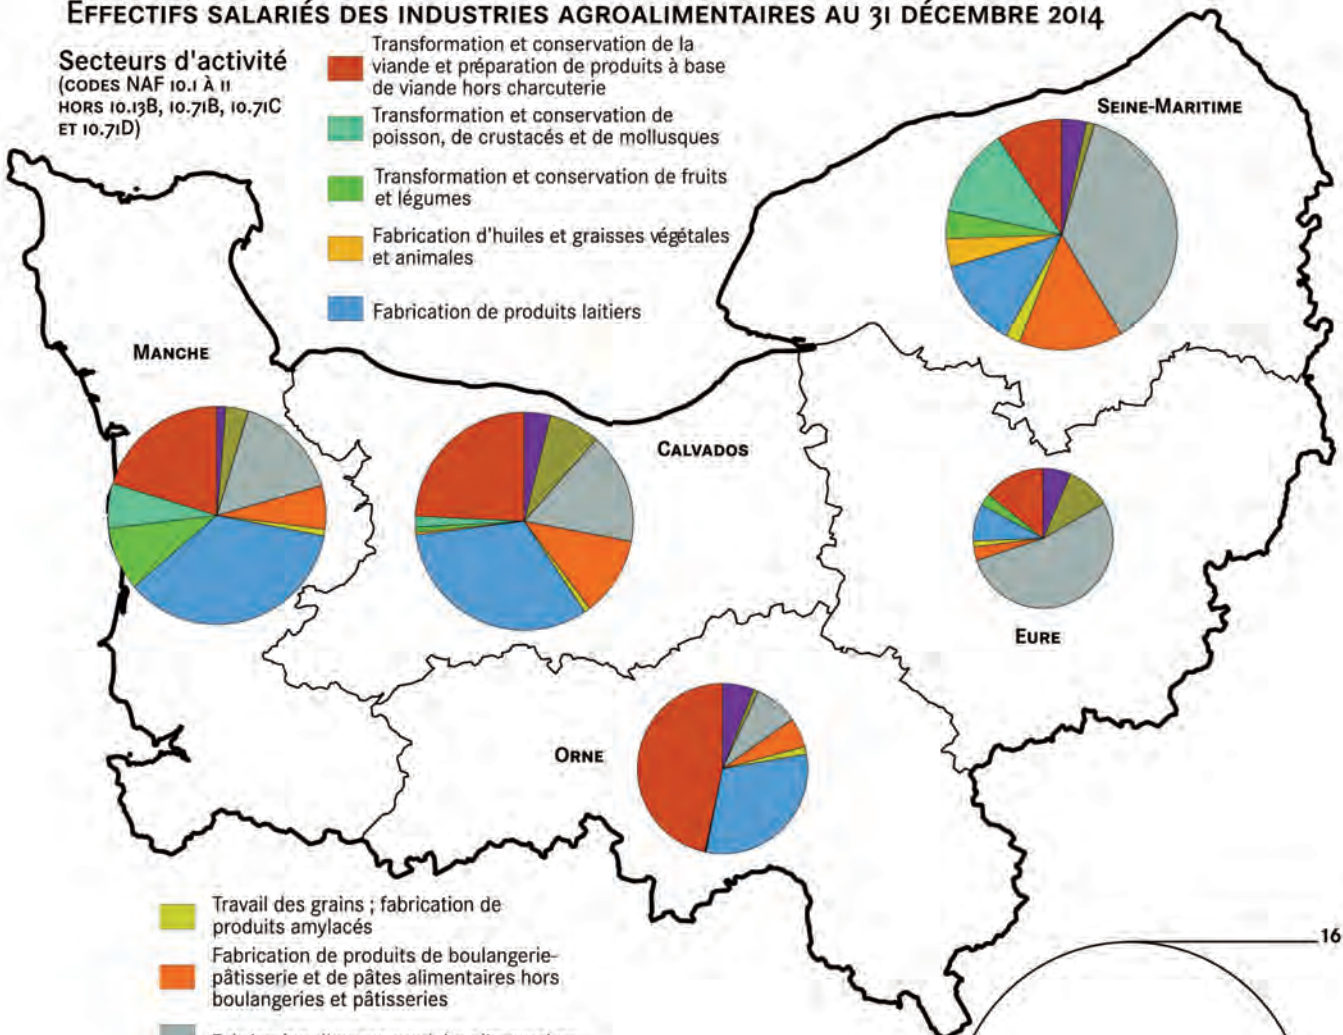 EFFECTIFS SALARIÉS DES INDUSTRIES AGROALIMENTAIRES AU 31 DÉCEMBRE 2014
Secteurs d'activité
(CODES NAF 10.1 À 11
HORS 10.13B, 10.71B, 10.71C
ET 10.71D)
Transformation et conservation de la
viande et préparation de produits à base
de viande hors charcuterie
Transformation et conservation de
poisson, de crustacés et de mollusques
Transformation et conservation de fruits
et légumes
Fabrication d'huiles et graisses végétales
et animales
Fabrication de produits laitiers
SEINE-MARITIME
MANCHE
CALVADOS
EURE
ORNE
Travail des grains ; fabrication de
produits amylacés
Fabrication de produits de boulangerie-
pâtisserie et de pâtes alimentaires hors
boulangeries et pâtisseries
16